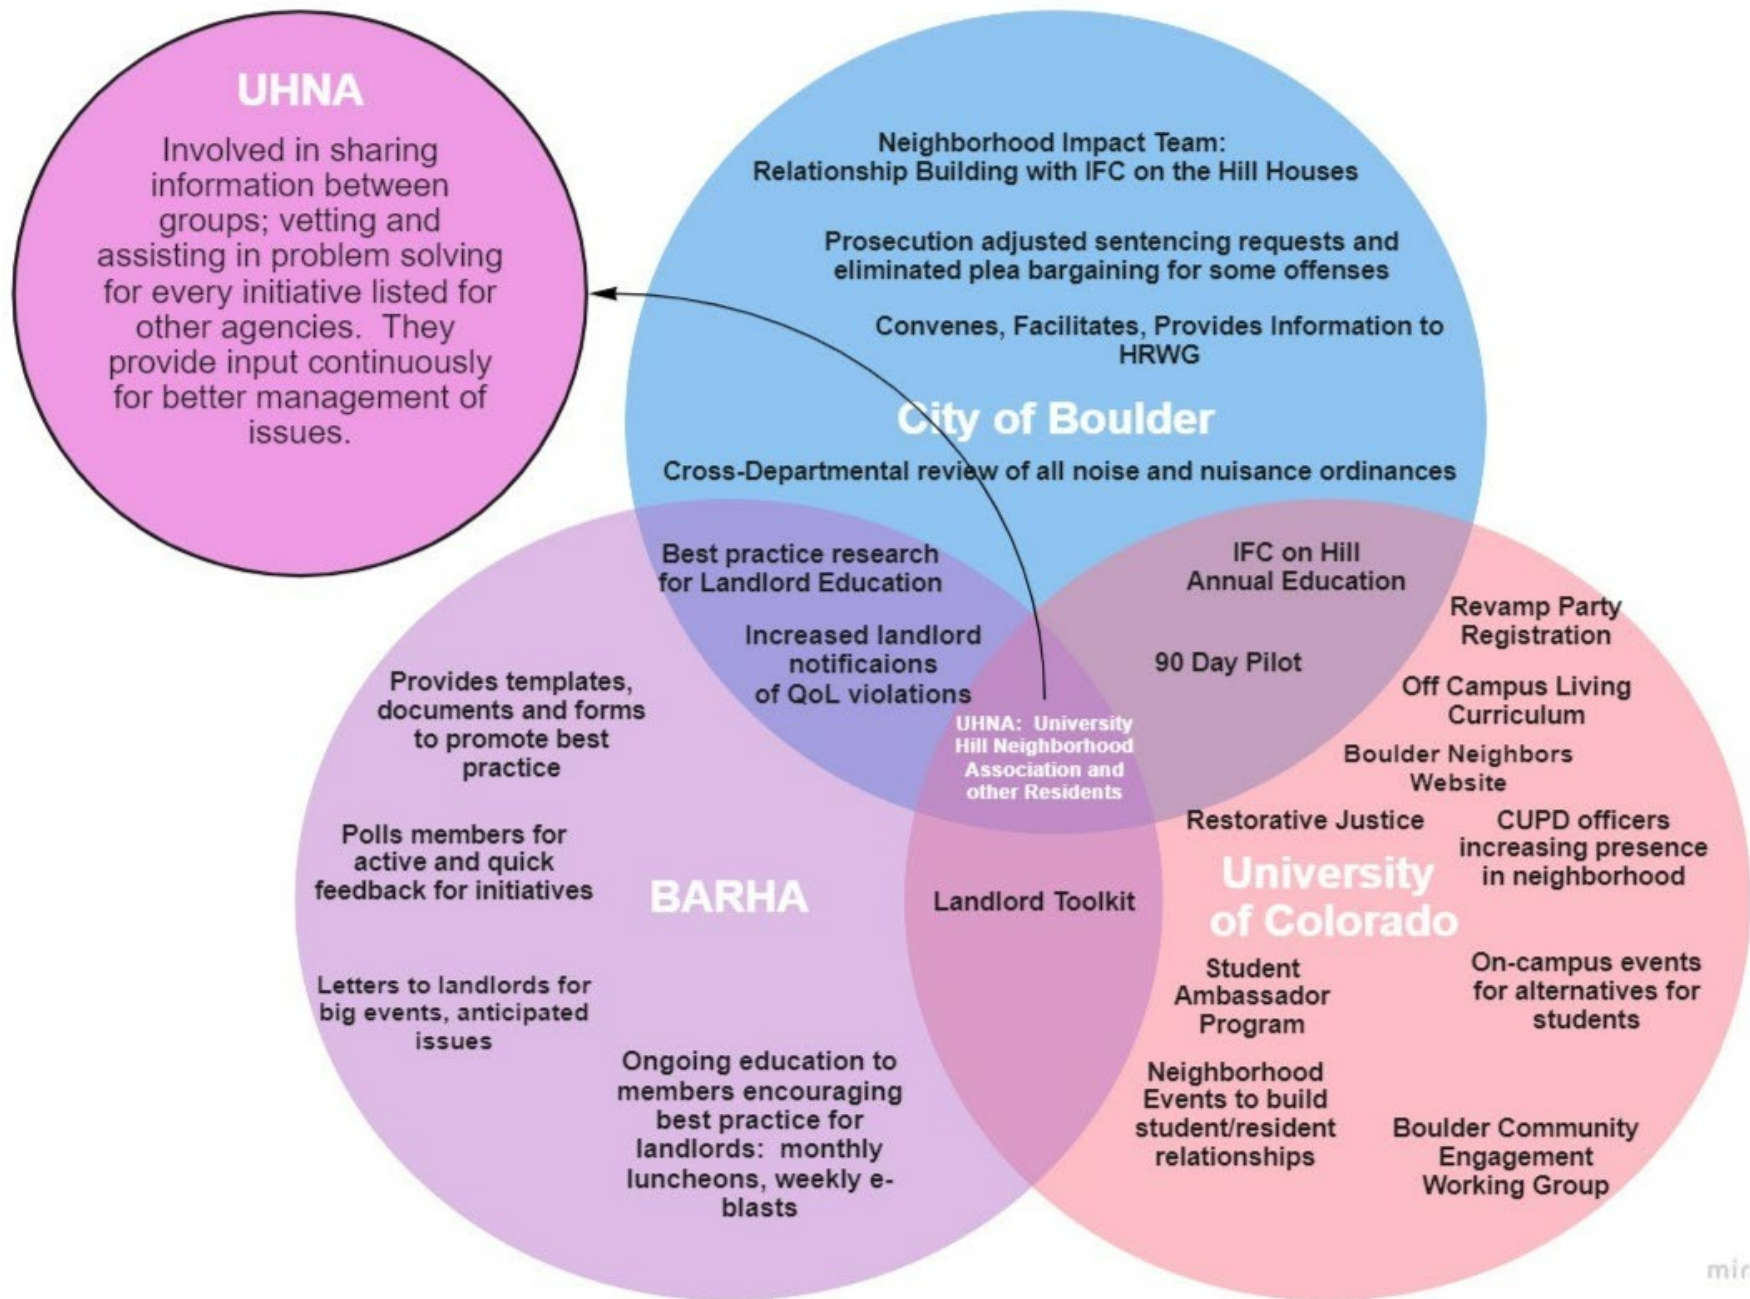 UHNA
Involved in sharing
information between
groups; vetting and
assisting in problem solving
for every initiative listed for
other agencies.  They
provide input continuously
for better management of
issues.
Neighborhood Impact Team:
Relationship Building with IFC on the Hill Houses
Prosecution adjusted sentencing requests and
eliminated plea bargaining for some offenses
Convenes, Facilitates, Provides Information to
HRWG
City of Boulder
Cross-Departmental review of all noise and nuisance ordinances
Best practice research
for Landlord Education
Increased landlord
notificaions
of QoL violations
IFC on Hill
Annual Education
90 Day Pilot
UHNA:  University
Hill Neighborhood
Association and
other Residents
Provides templates,
documents and forms
to promote best
practice
Polls members for
active and quick
feedback for initiatives
BARHA
Letters to landlords for
big events, anticipated
issues
Ongoing education to
members encouraging
best practice for
landlords:  monthly
luncheons, weekly e-
blasts
Landlord Toolkit
Revamp Party
Registration
Off Campus Living
Curriculum
Boulder Neighbors
Website
Restorative Justice
CUPD officers
increasing presence
in neighborhood
University
of Colorado
Student
Ambassador
Program
On-campus events
for alternatives for
students
Neighborhood
Events to build
student/resident
relationships
Boulder Community
Engagement
Working Group